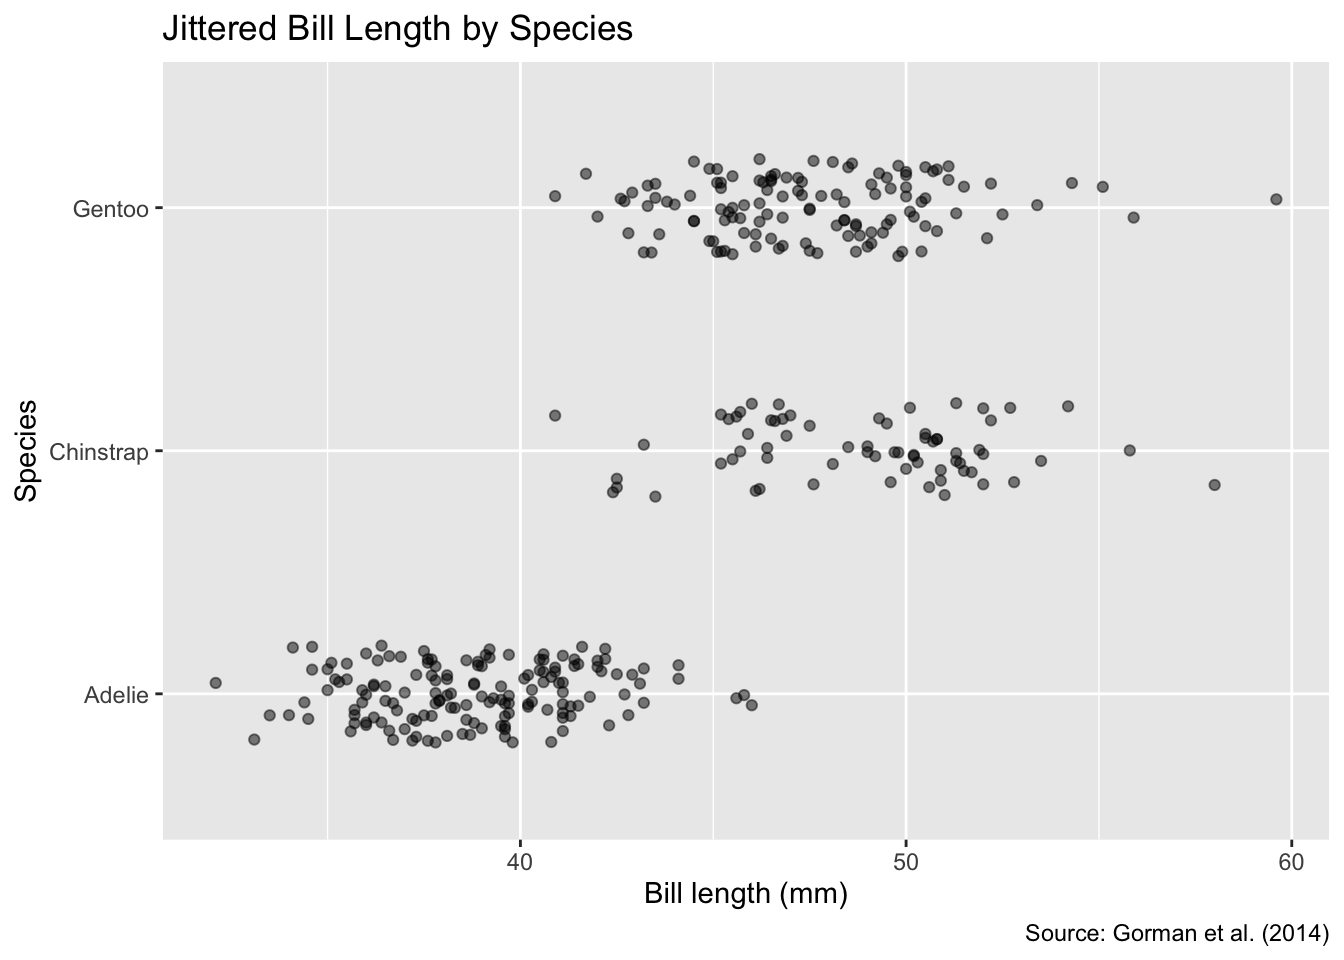 Jittered Bill Length by Species
Species
Gentoo
Chinstrap
Adelie
40 50 60
Bill length (mm)
Source: Gorman et al. (2014)